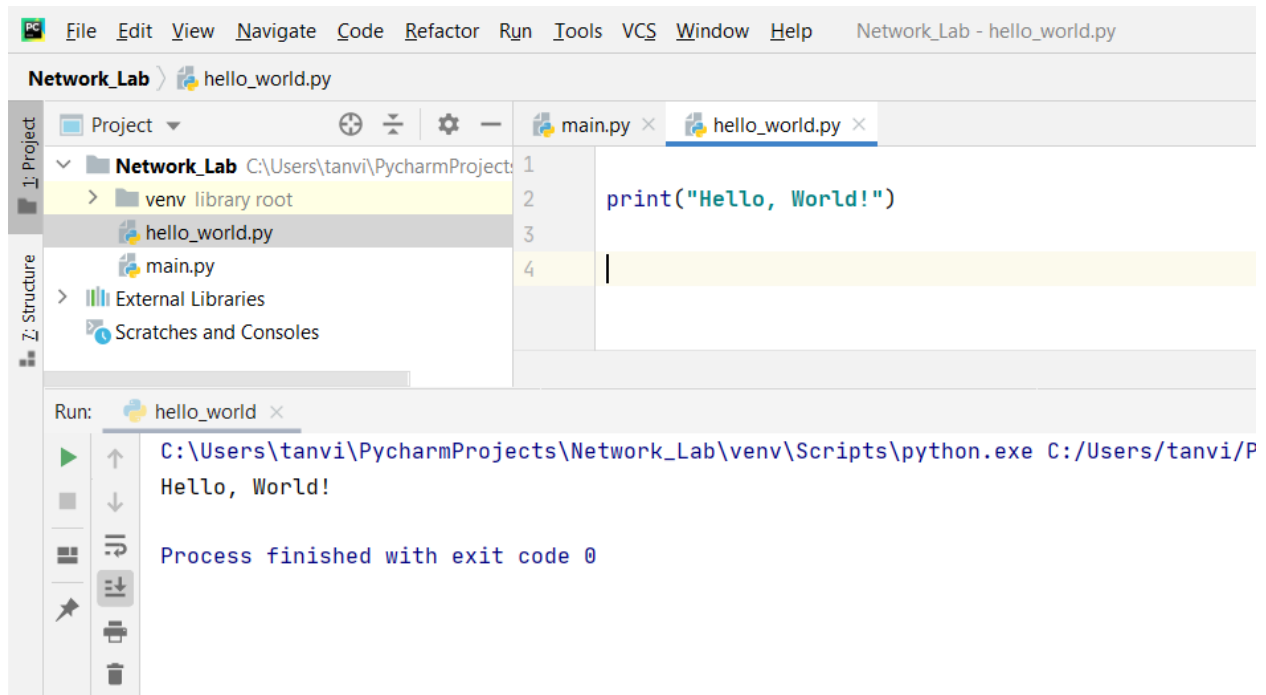 PC File Edit View Navigate Code Refactor Run Tools VCS Window Help Network_Lab - hello_world.py
Network_Lab hello_world.py
1: Project
Project
main.py hello_world.py
Network_Lab C:\Users\tanvi\PycharmProjects
venv library root
hello_world.py
main.py
External Libraries
Scratches and Consoles
Z: Structure
1
2 print("Hello, World!")
3
4
Run: hello_world
C:\Users\tanvi\PycharmProjects\Network_Lab\venv\Scripts\python.exe C:/Users/tanvi/P
Hello, World!
Process finished with exit code 0